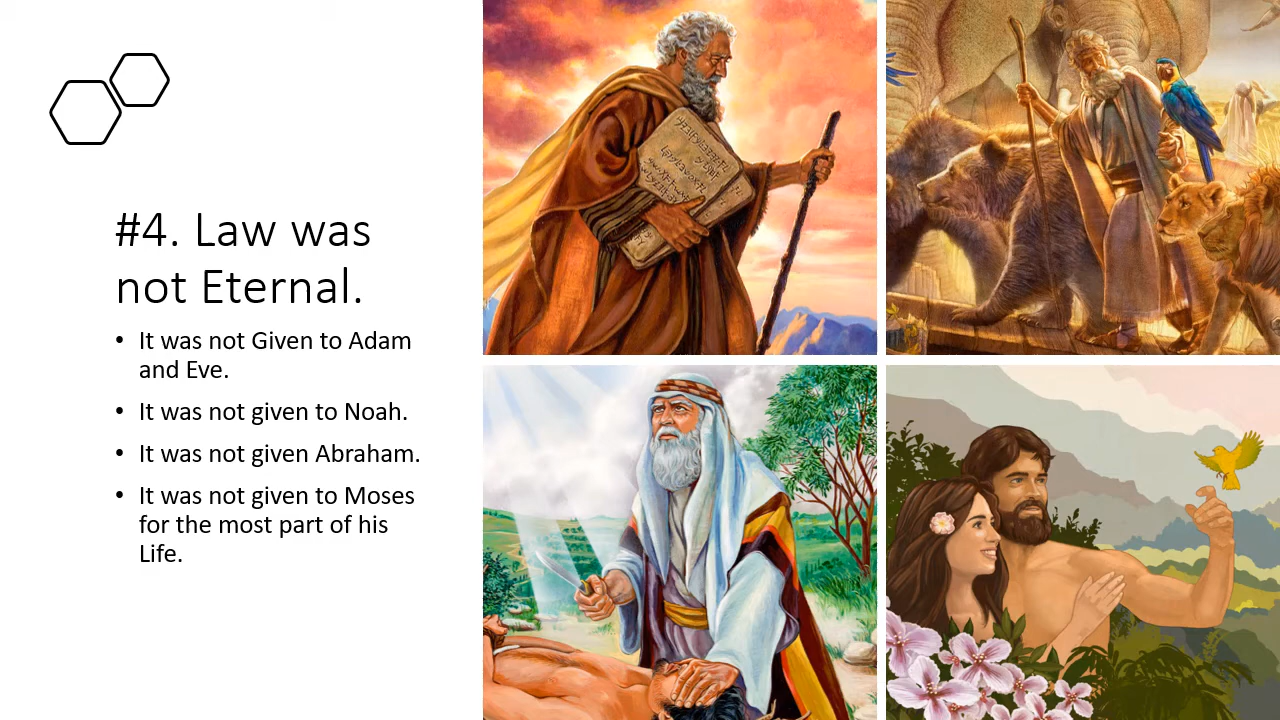 #4. Law was
not Eternal.
• It was not Given to Adam
and Eve.
• It was not given to Noah.
• It was not given Abraham.
• It was not given to Moses
for the most part of his
Life.